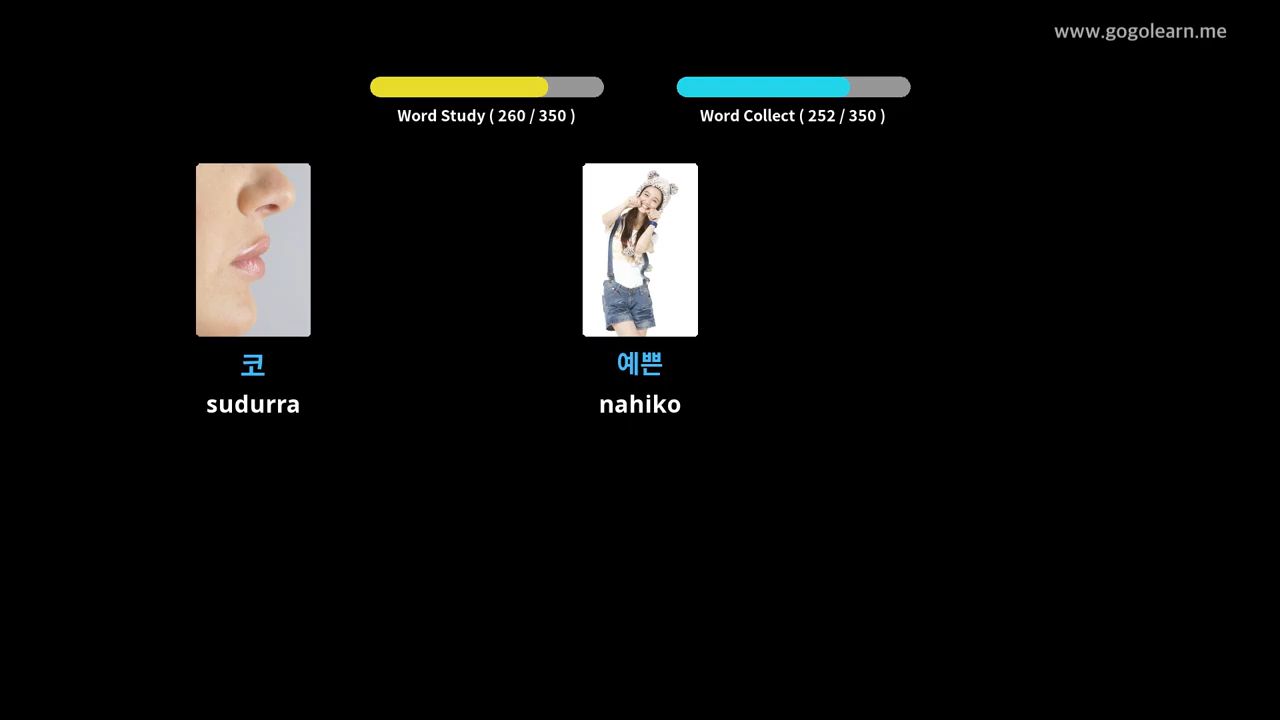 www.gogolearn.me
Word Study ( 260 / 350 )
Word Collect ( 252 / 350 )
코
예쁜
sudurra
nahiko